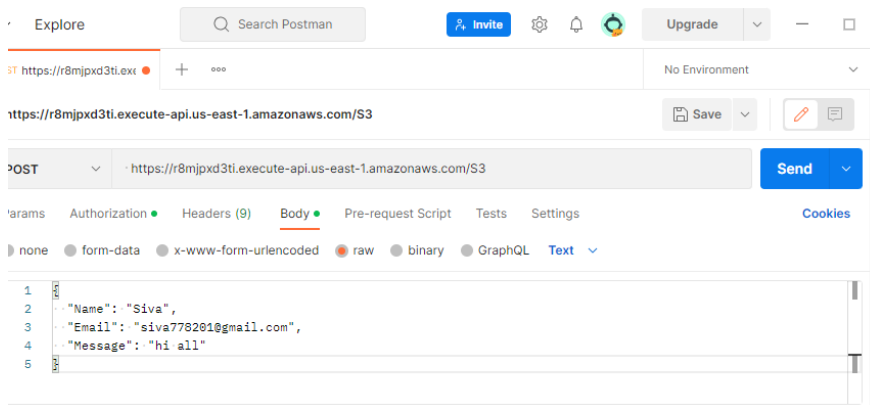 Explore Search Postman Invite Upgrade
ST https://r8mjpxd3ti.exe No Environment
https://r8mjpxd3ti.execute-api.us-east-1.amazonaws.com/S3 Save
POST https://r8mjpxd3ti.execute-api.us-east-1.amazonaws.com/S3 Send
Params Authorization Headers (9) Body Pre-request Script Tests Settings Cookies
none form-data x-www-form-urlencoded raw binary GraphQL Text
1 {
2 "Name": "Siva",
3 "Email": "siva778201@gmail.com",
4 "Message": "hi all"
5 }